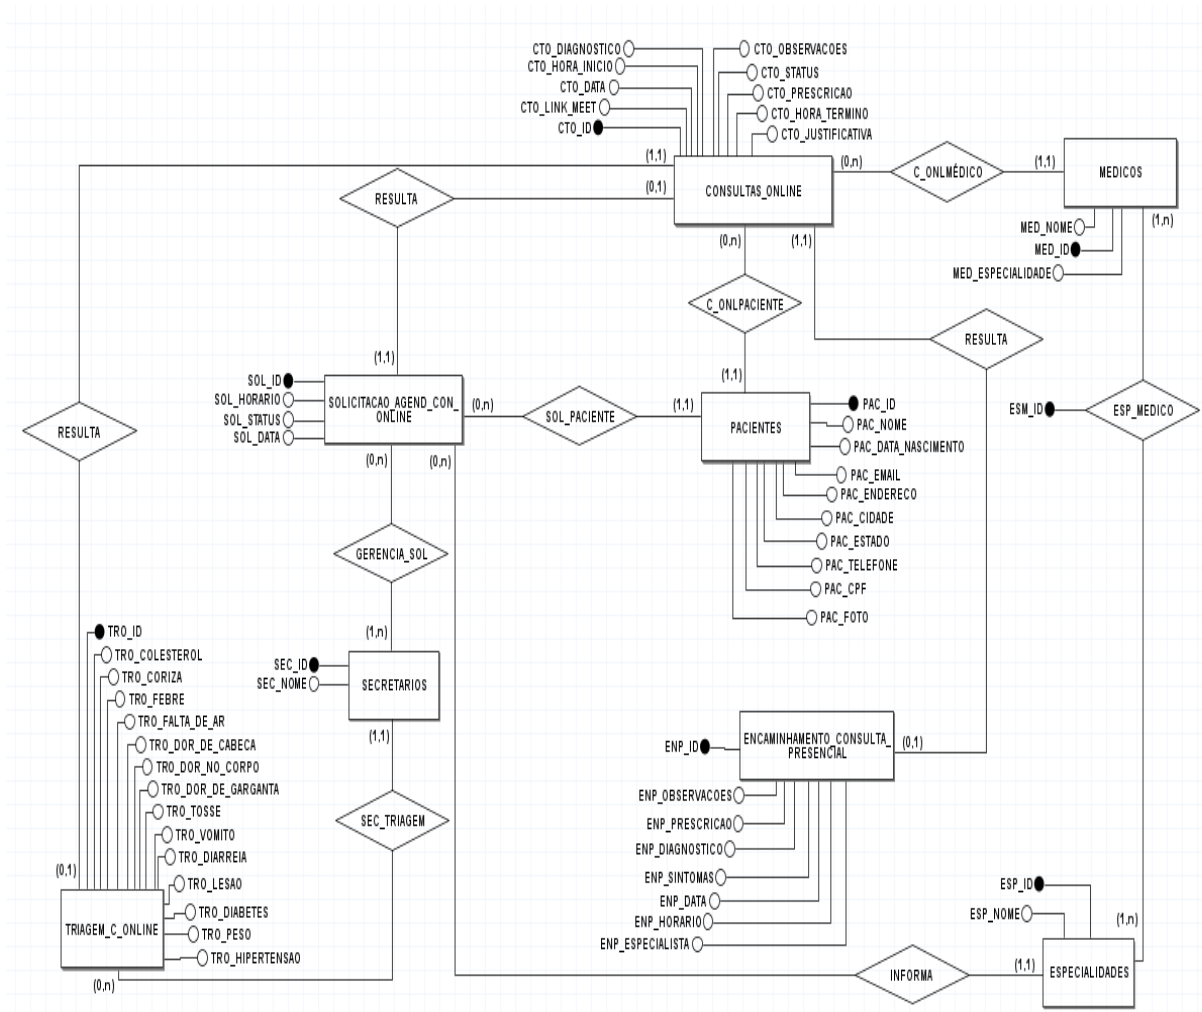 CTO_DIAGNOSTICO
CTO_OBSERVACOES
CTO_HORA_INICIO
CTO_STATUS
CTO_DATA
CTO_PRESCRICAO
CTO_LINK_MEET
CTO_HORA_TERMINO
CTO_ID
CTO_JUSTIFICATIVA
(1,1)
(0,n)
C_ONLMÉDICO
(1,1)
MEDICOS
RESULTA
(0,1)
CONSULTAS_ONLINE
(1,n)
MED_NOME
MED_ID
MED_ESPECIALIDADE
(0,n)
(1,1)
C_ONLPACIENTE
RESULTA
(1,1)
(1,1)
SOL_ID
SOL_HORARIO
SOL_STATUS
SOL_DATA
SOLICITACAO_AGEND_CON_
ONLINE
(0,n)
SOL_PACIENTE
(1,1)
PACIENTES
PAC_ID
PAC_NOME
PAC_DATA_NASCIMENTO
PAC_EMAIL
PAC_ENDERECO
PAC_CIDADE
PAC_ESTADO
PAC_TELEFONE
PAC_CPF
PAC_FOTO
ESM_ID
ESP_MEDICO
RESULTA
(0,n)
(0,n)
GERENCIA_SOL
(1,n)
SEC_ID
SEC_NOME
SECRETARIOS
(1,1)
SEC_TRIAGEM
TRO_ID
TRO_COLESTEROL
TRO_CORIZA
TRO_FEBRE
TRO_FALTA_DE_AR
TRO_DOR_DE_CABECA
TRO_DOR_NO_CORPO
TRO_DOR_DE_GARGANTA
TRO_TOSSE
TRO_VOMITO
TRO_DIARREIA
TRO_LESAO
TRO_DIABETES
TRO_PESO
TRO_HIPERTENSAO
(0,1)
TRIAGEM_C_ONLINE
(0,n)
ENP_ID
ENCAMINHAMENTO_CONSULTA_
PRESENCIAL
(0,1)
ENP_OBSERVACOES
ENP_PRESCRICAO
ENP_DIAGNOSTICO
ENP_SINTOMAS
ENP_DATA
ENP_HORARIO
ENP_ESPECIALISTA
ESP_ID
ESP_NOME
(1,n)
INFORMA
(1,1)
ESPECIALIDADES